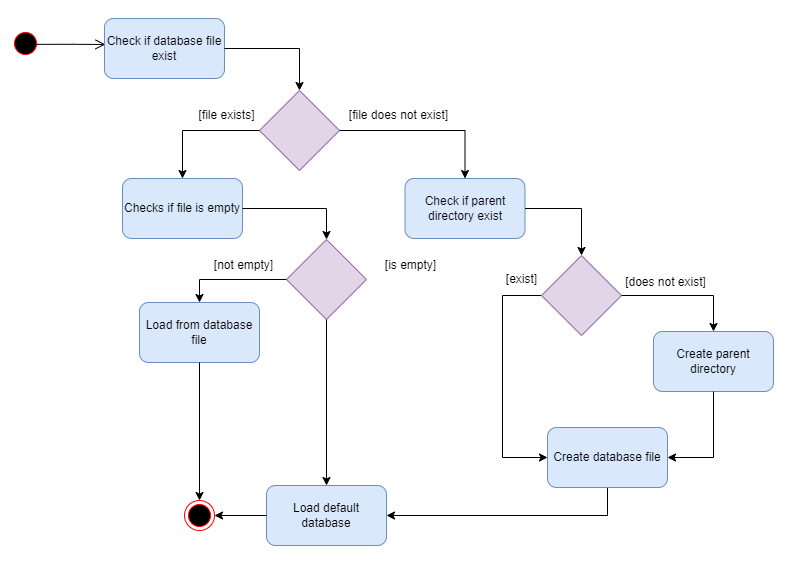 Check if database file
exist
[file exists]
[file does not exist]
Checks if file is empty
Check if parent
directory exist
[not empty]
[is empty]
[exist]
[does not exist]
Load from database
file
Create parent
directory
Create database file
Load default
database